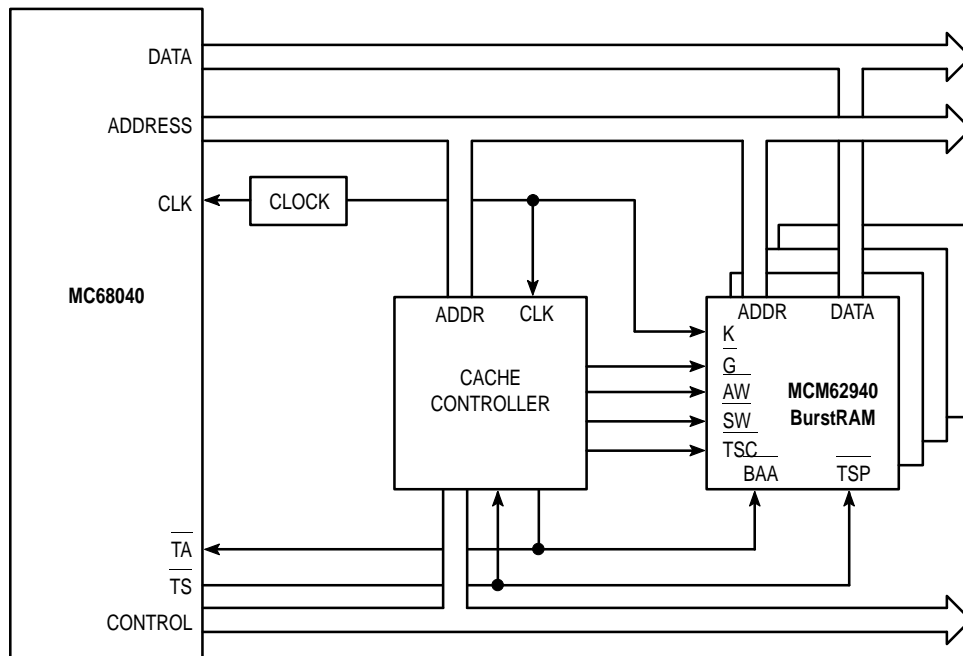 DATA
ADDRESS
CLK
CLOCK
MC68040
ADDR
CLK
CACHE
CONTROLLER
ADDR
DATA
K
G
AW
SW
TSC
BAA
TSP
MCM62940
BurstRAM
TA
TS
CONTROL